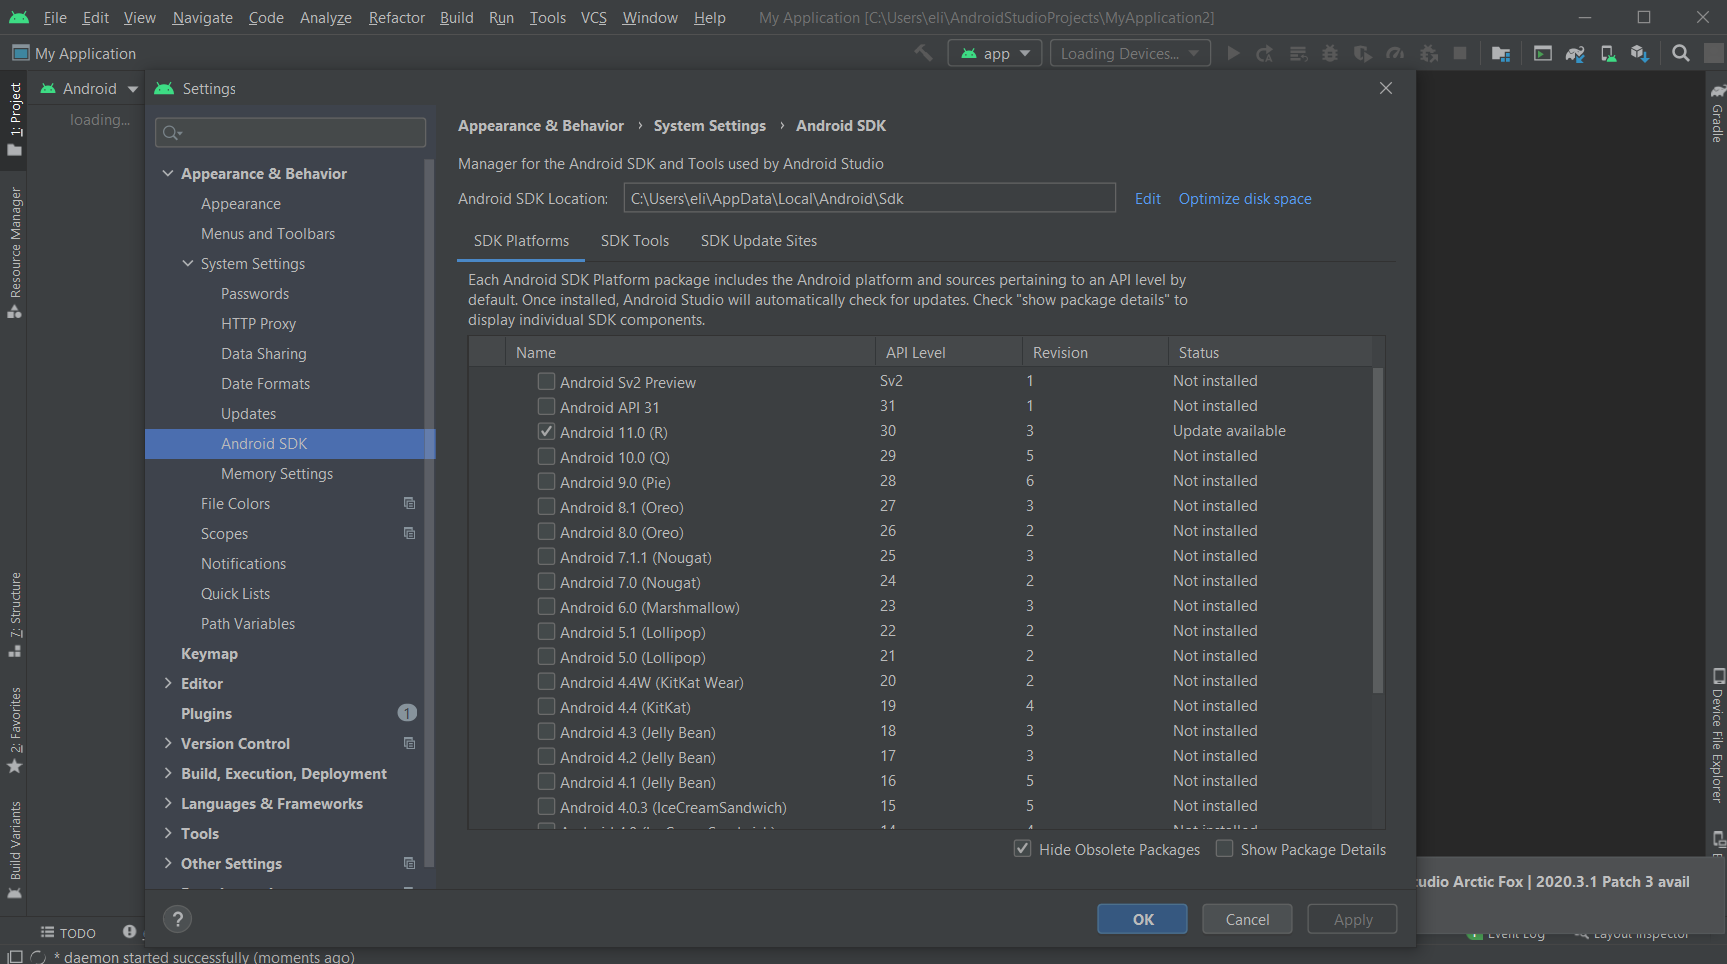 File Edit View Navigate Code Analyze Refactor Build Run Tools VCS Window Help My Application [C:\Users\eli\AndroidStudioProjects\MyApplication2]
My Application
app
Loading Devices...
1: Project
Resource Manager
7: Structure
2: Favorites
Build Variants
Android
loading...
Settings
Appearance & Behavior
Appearance
Menus and Toolbars
System Settings
Passwords
HTTP Proxy
Data Sharing
Date Formats
Updates
Android SDK
Memory Settings
File Colors
Scopes
Notifications
Quick Lists
Path Variables
Keymap
Editor
Plugins 1
Version Control
Build, Execution, Deployment
Languages & Frameworks
Tools
Other Settings
Appearance & Behavior › System Settings › Android SDK
Manager for the Android SDK and Tools used by Android Studio
Android SDK Location: C:\Users\eli\AppData\Local\Android\Sdk Edit Optimize disk space
SDK Platforms SDK Tools SDK Update Sites
Each Android SDK Platform package includes the Android platform and sources pertaining to an API level by
default. Once installed, Android Studio will automatically check for updates. Check "show package details" to
display individual SDK components.
Name API Level Revision Status
Android Sv2 Preview Sv2 1 Not installed
Android API 31 31 1 Not installed
Android 11.0 (R) 30 3 Update available
Android 10.0 (Q) 29 5 Not installed
Android 9.0 (Pie) 28 6 Not installed
Android 8.1 (Oreo) 27 3 Not installed
Android 8.0 (Oreo) 26 2 Not installed
Android 7.1.1 (Nougat) 25 3 Not installed
Android 7.0 (Nougat) 24 2 Not installed
Android 6.0 (Marshmallow) 23 3 Not installed
Android 5.1 (Lollipop) 22 2 Not installed
Android 5.0 (Lollipop) 21 2 Not installed
Android 4.4W (KitKat Wear) 20 2 Not installed
Android 4.4 (KitKat) 19 4 Not installed
Android 4.3 (Jelly Bean) 18 3 Not installed
Android 4.2 (Jelly Bean) 17 3 Not installed
Android 4.1 (Jelly Bean) 16 5 Not installed
Android 4.0.3 (IceCreamSandwich) 15 5 Not installed
Hide Obsolete Packages Show Package Details
? OK Cancel Apply
Gradle
Device File Explorer
udio Arctic Fox | 2020.3.1 Patch 3 avail
TODO
Event Log Layout Inspector
* daemon started successfully (moments ago)